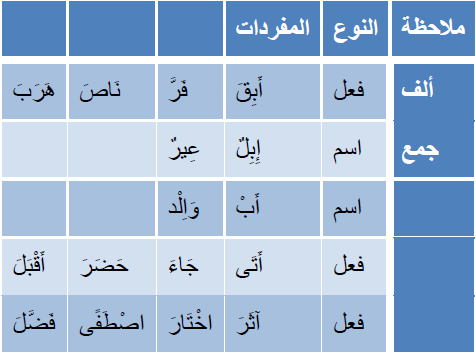 ملاحظة النوع المفردات
ألف فعل أَبِقَ فَرَّ نَاصَ هَرَبَ
جمع اسم إِبِلٌ عِيرٌ
اسم أَبْ وَالِْد
فعل أَتَى جَاءَ حَضَرَ أَقْبَلَ
فعل آثَرَ اخْتَارَ اصْطَفًى فَضَّلَ